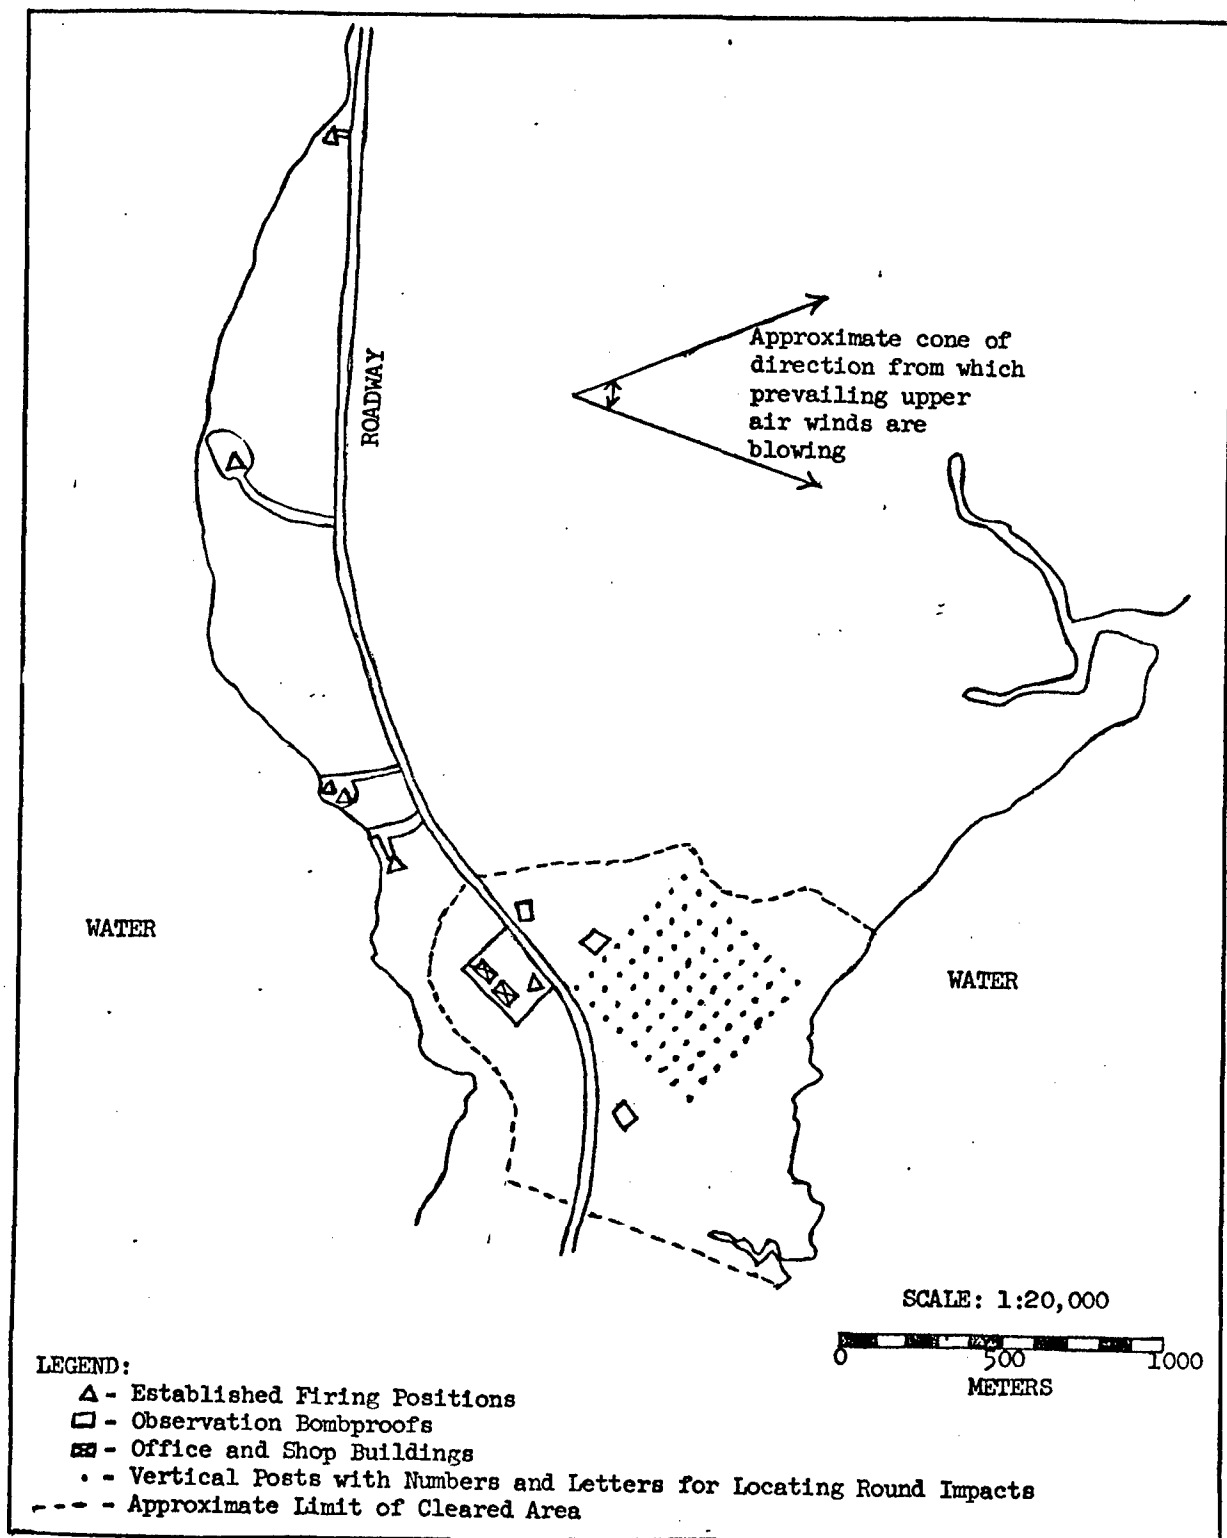 ROADWAY
Approximate cone of
direction from which
prevailing upper
air winds are
blowing
WATER
WATER
SCALE: 1:20,000
0 500 1000
METERS
LEGEND:
- Established Firing Positions
- Observation Bombproofs
- Office and Shop Buildings
- Vertical Posts with Numbers and Letters for Locating Round Impacts
- Approximate Limit of Cleared Area